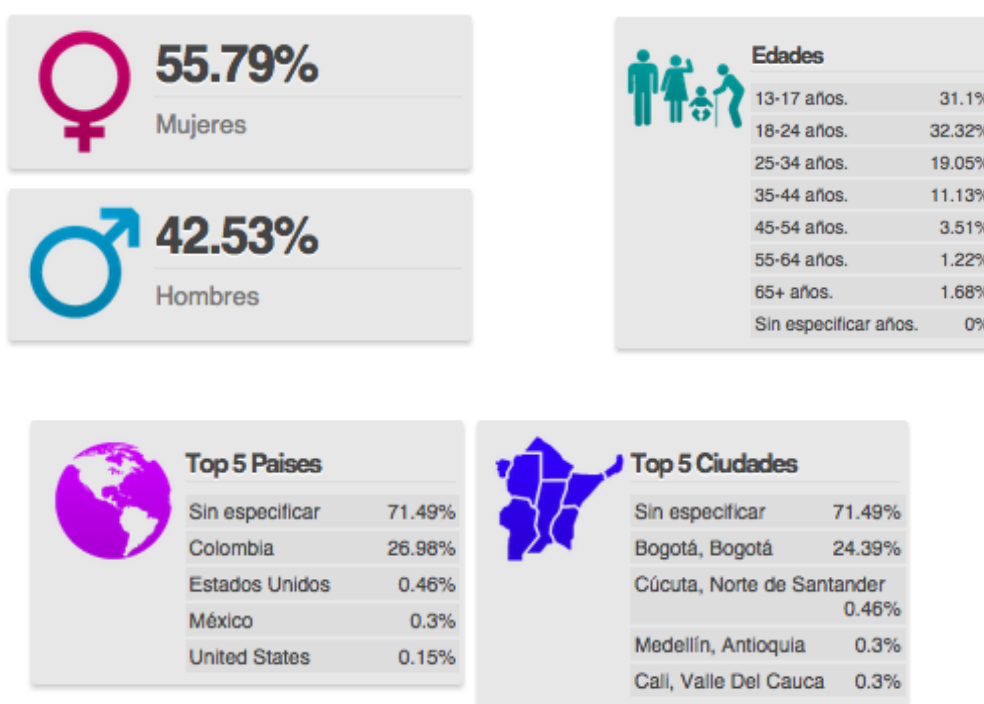 55.79%
Mujeres
42.53%
Hombres
Edades
13-17 años. 31.1%
18-24 años. 32.32%
25-34 años. 19.05%
35-44 años. 11.13%
45-54 años. 3.51%
55-64 años. 1.22%
65+ años. 1.68%
Sin especificar años. 0%
Top 5 Paises
Sin especificar 71.49%
Colombia 26.98%
Estados Unidos 0.46%
México 0.3%
United States 0.15%
Top 5 Ciudades
Sin especificar 71.49%
Bogotá, Bogotá 24.39%
Cúcuta, Norte de Santander
0.46%
Medellín, Antioquia 0.3%
Cali, Valle Del Cauca 0.3%